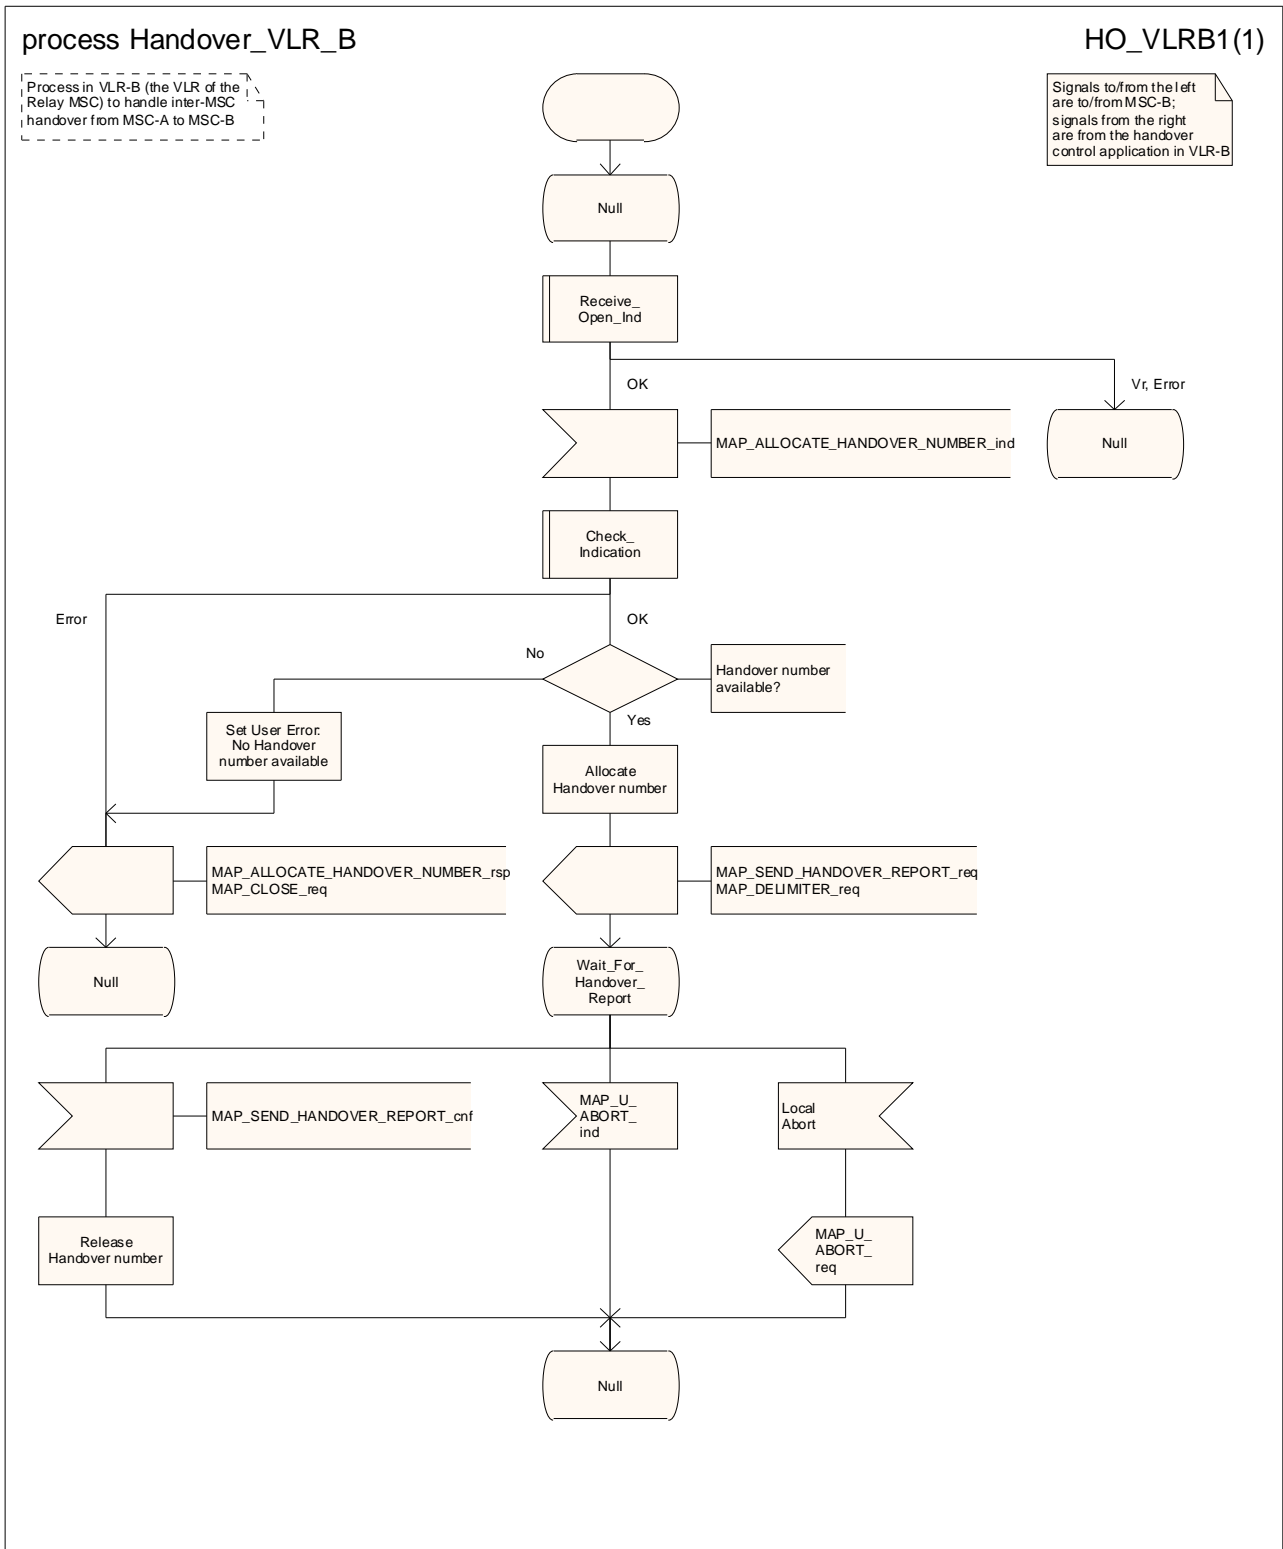 process Handover_VLR_B
HO_VLRB1(1)
Process in VLR-B (the VLR of the
Relay MSC) to handle inter-MSC
handover from MSC-A to MSC-B
Signals to/from the left
are to/from MSC-B;
signals from the right
are from the handover
control application in VLR-B
Null
Receive_
Open_Ind
OK
Vr, Error
MAP_ALLOCATE_HANDOVER_NUMBER_ind
Null
Check_
Indication
Error
OK
No
Handover number
available?
Yes
Set User Error:
No Handover
number available
Allocate
Handover number
MAP_ALLOCATE_HANDOVER_NUMBER_rsp
MAP_CLOSE_req
MAP_SEND_HANDOVER_REPORT_req
MAP_DELIMITER_req
Null
Wait_For_
Handover_
Report
MAP_SEND_HANDOVER_REPORT_cnf
MAP_U_
ABORT_
ind
Local
Abort
Release
Handover number
MAP_U_
ABORT_
req
Null